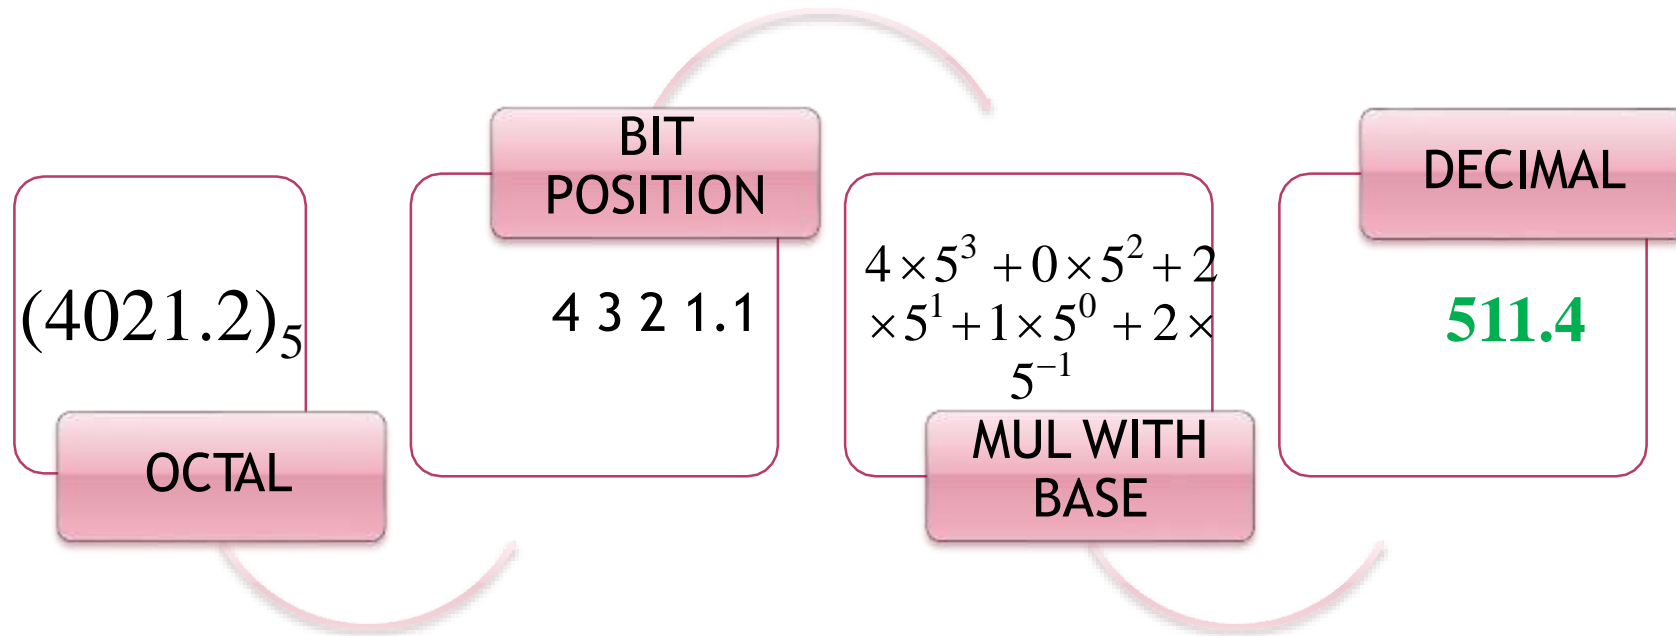 (4021.2)₅
OCTAL
BIT
POSITION
4 3 2 1.1
4×5³ +0×5² + 2
×5¹ +1×5⁰ + 2×
5⁻¹
MUL WITH
BASE
DECIMAL
511.4